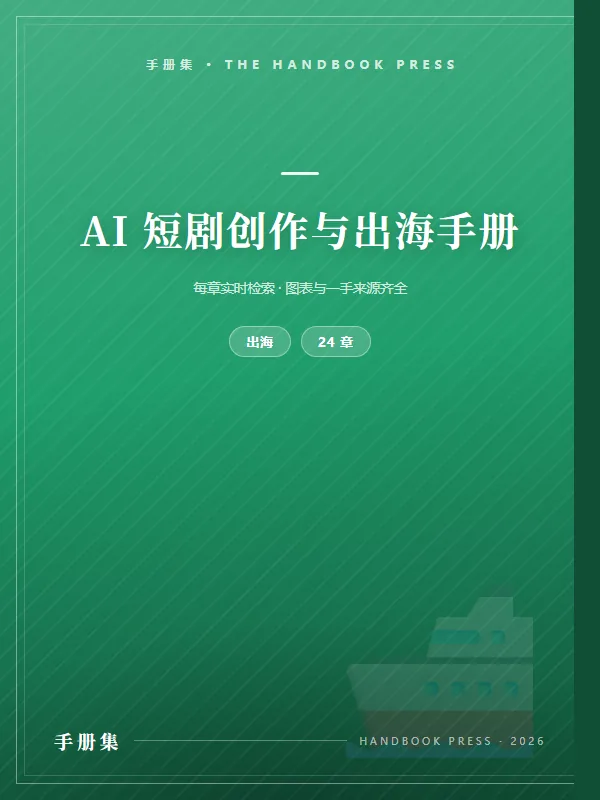 手册集 · THE HANDBOOK PRESS
AI 短剧创作与出海手册
每章实时检索 · 图表与一手来源齐全
出海
24 章
手册集
HANDBOOK PRESS · 2026